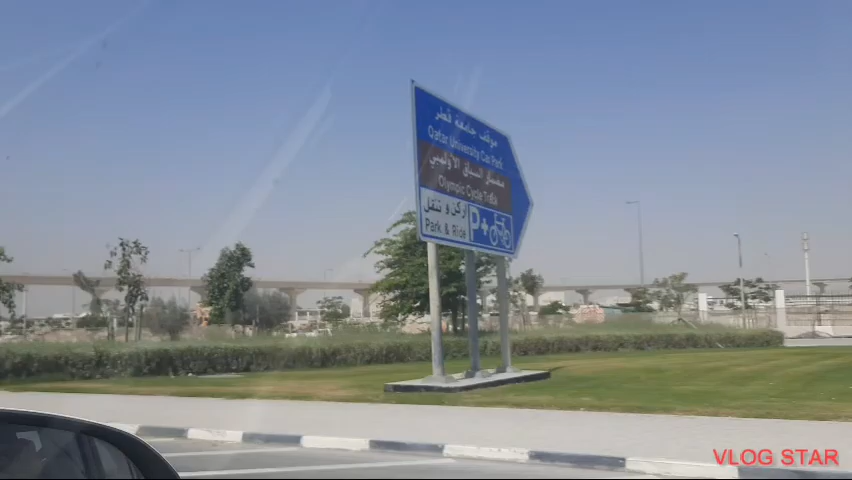 موقف جامعة قطر
Qatar University Car Park
مضمار السباق الأولمبي
Olympic Cycle Track
اركن و تنقل
Park & Ride
P+
VLOG STAR